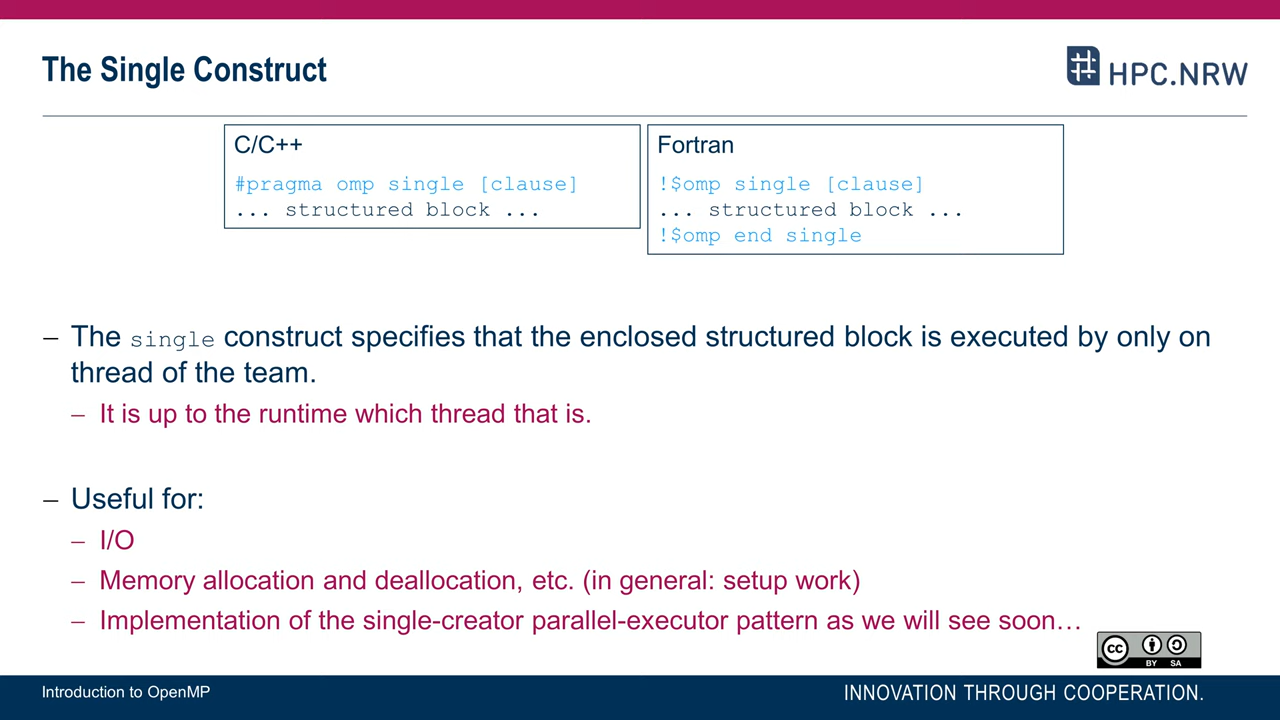 The Single Construct
HPC.NRW
C/C++
#pragma omp single [clause]
... structured block ...
Fortran
!$omp single [clause]
... structured block ...
!$omp end single
– The single construct specifies that the enclosed structured block is executed by only on
thread of the team.
– It is up to the runtime which thread that is.
– Useful for:
– I/O
– Memory allocation and deallocation, etc. (in general: setup work)
– Implementation of the single-creator parallel-executor pattern as we will see soon…
cc
BY SA
Introduction to OpenMP
INNOVATION THROUGH COOPERATION.